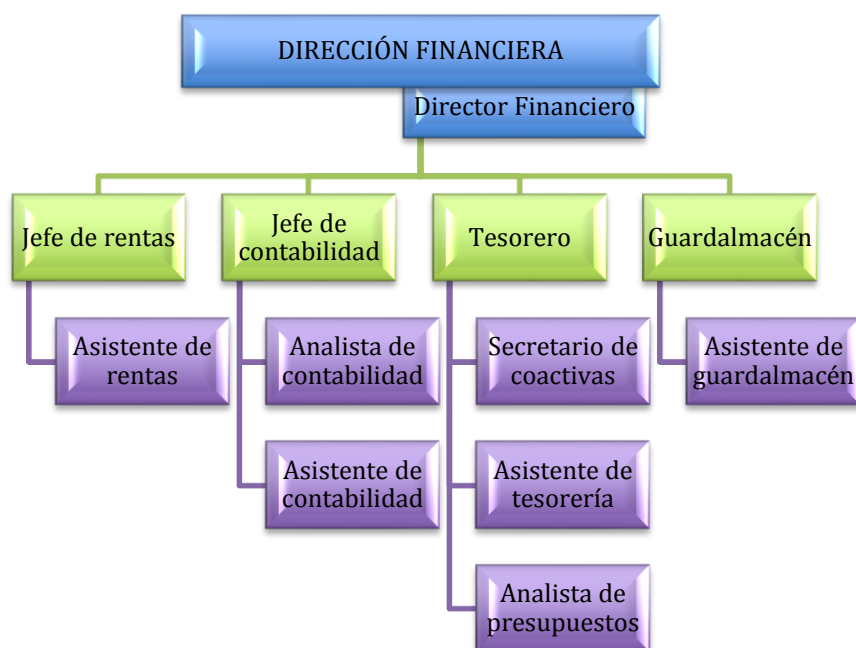 DIRECCIÓN FINANCIERA
Director Financiero
Jefe de rentas
Jefe de
contabilidad
Tesorero
Guardalmacén
Asistente de
rentas
Analista de
contabilidad
Secretario de
coactivas
Asistente de
guardalmacén
Asistente de
contabilidad
Asistente de
tesorería
Analista de
presupuestos